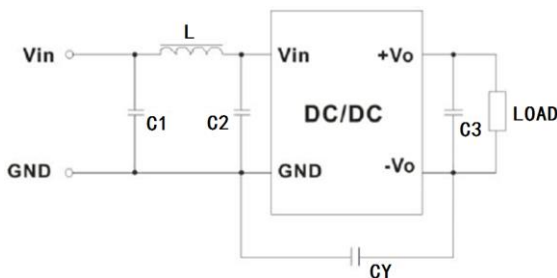 L
Vin
Vin
+Vo
C1
C2
DC/DC
C3
LOAD
GND
GND
-Vo
CY